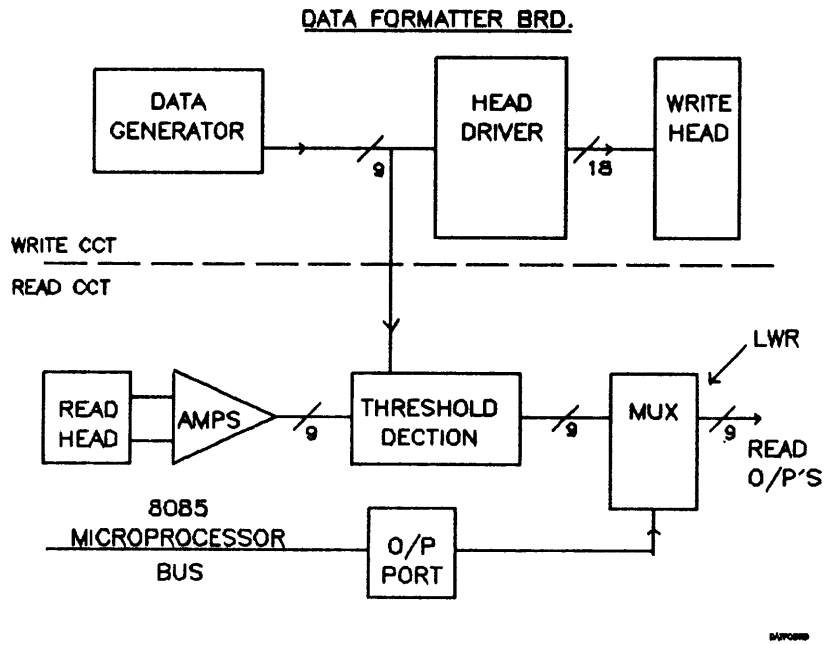 DATA FORMATTER BRD.
DATA
GENERATOR
HEAD
DRIVER
WRITE
HEAD
9
18
WRITE CCT
READ CCT
LWR
READ
HEAD
AMPS
9
THRESHOLD
DECTION
9
MUX
9
READ
O/P'S
8085
MICROPROCESSOR
BUS
O/P
PORT